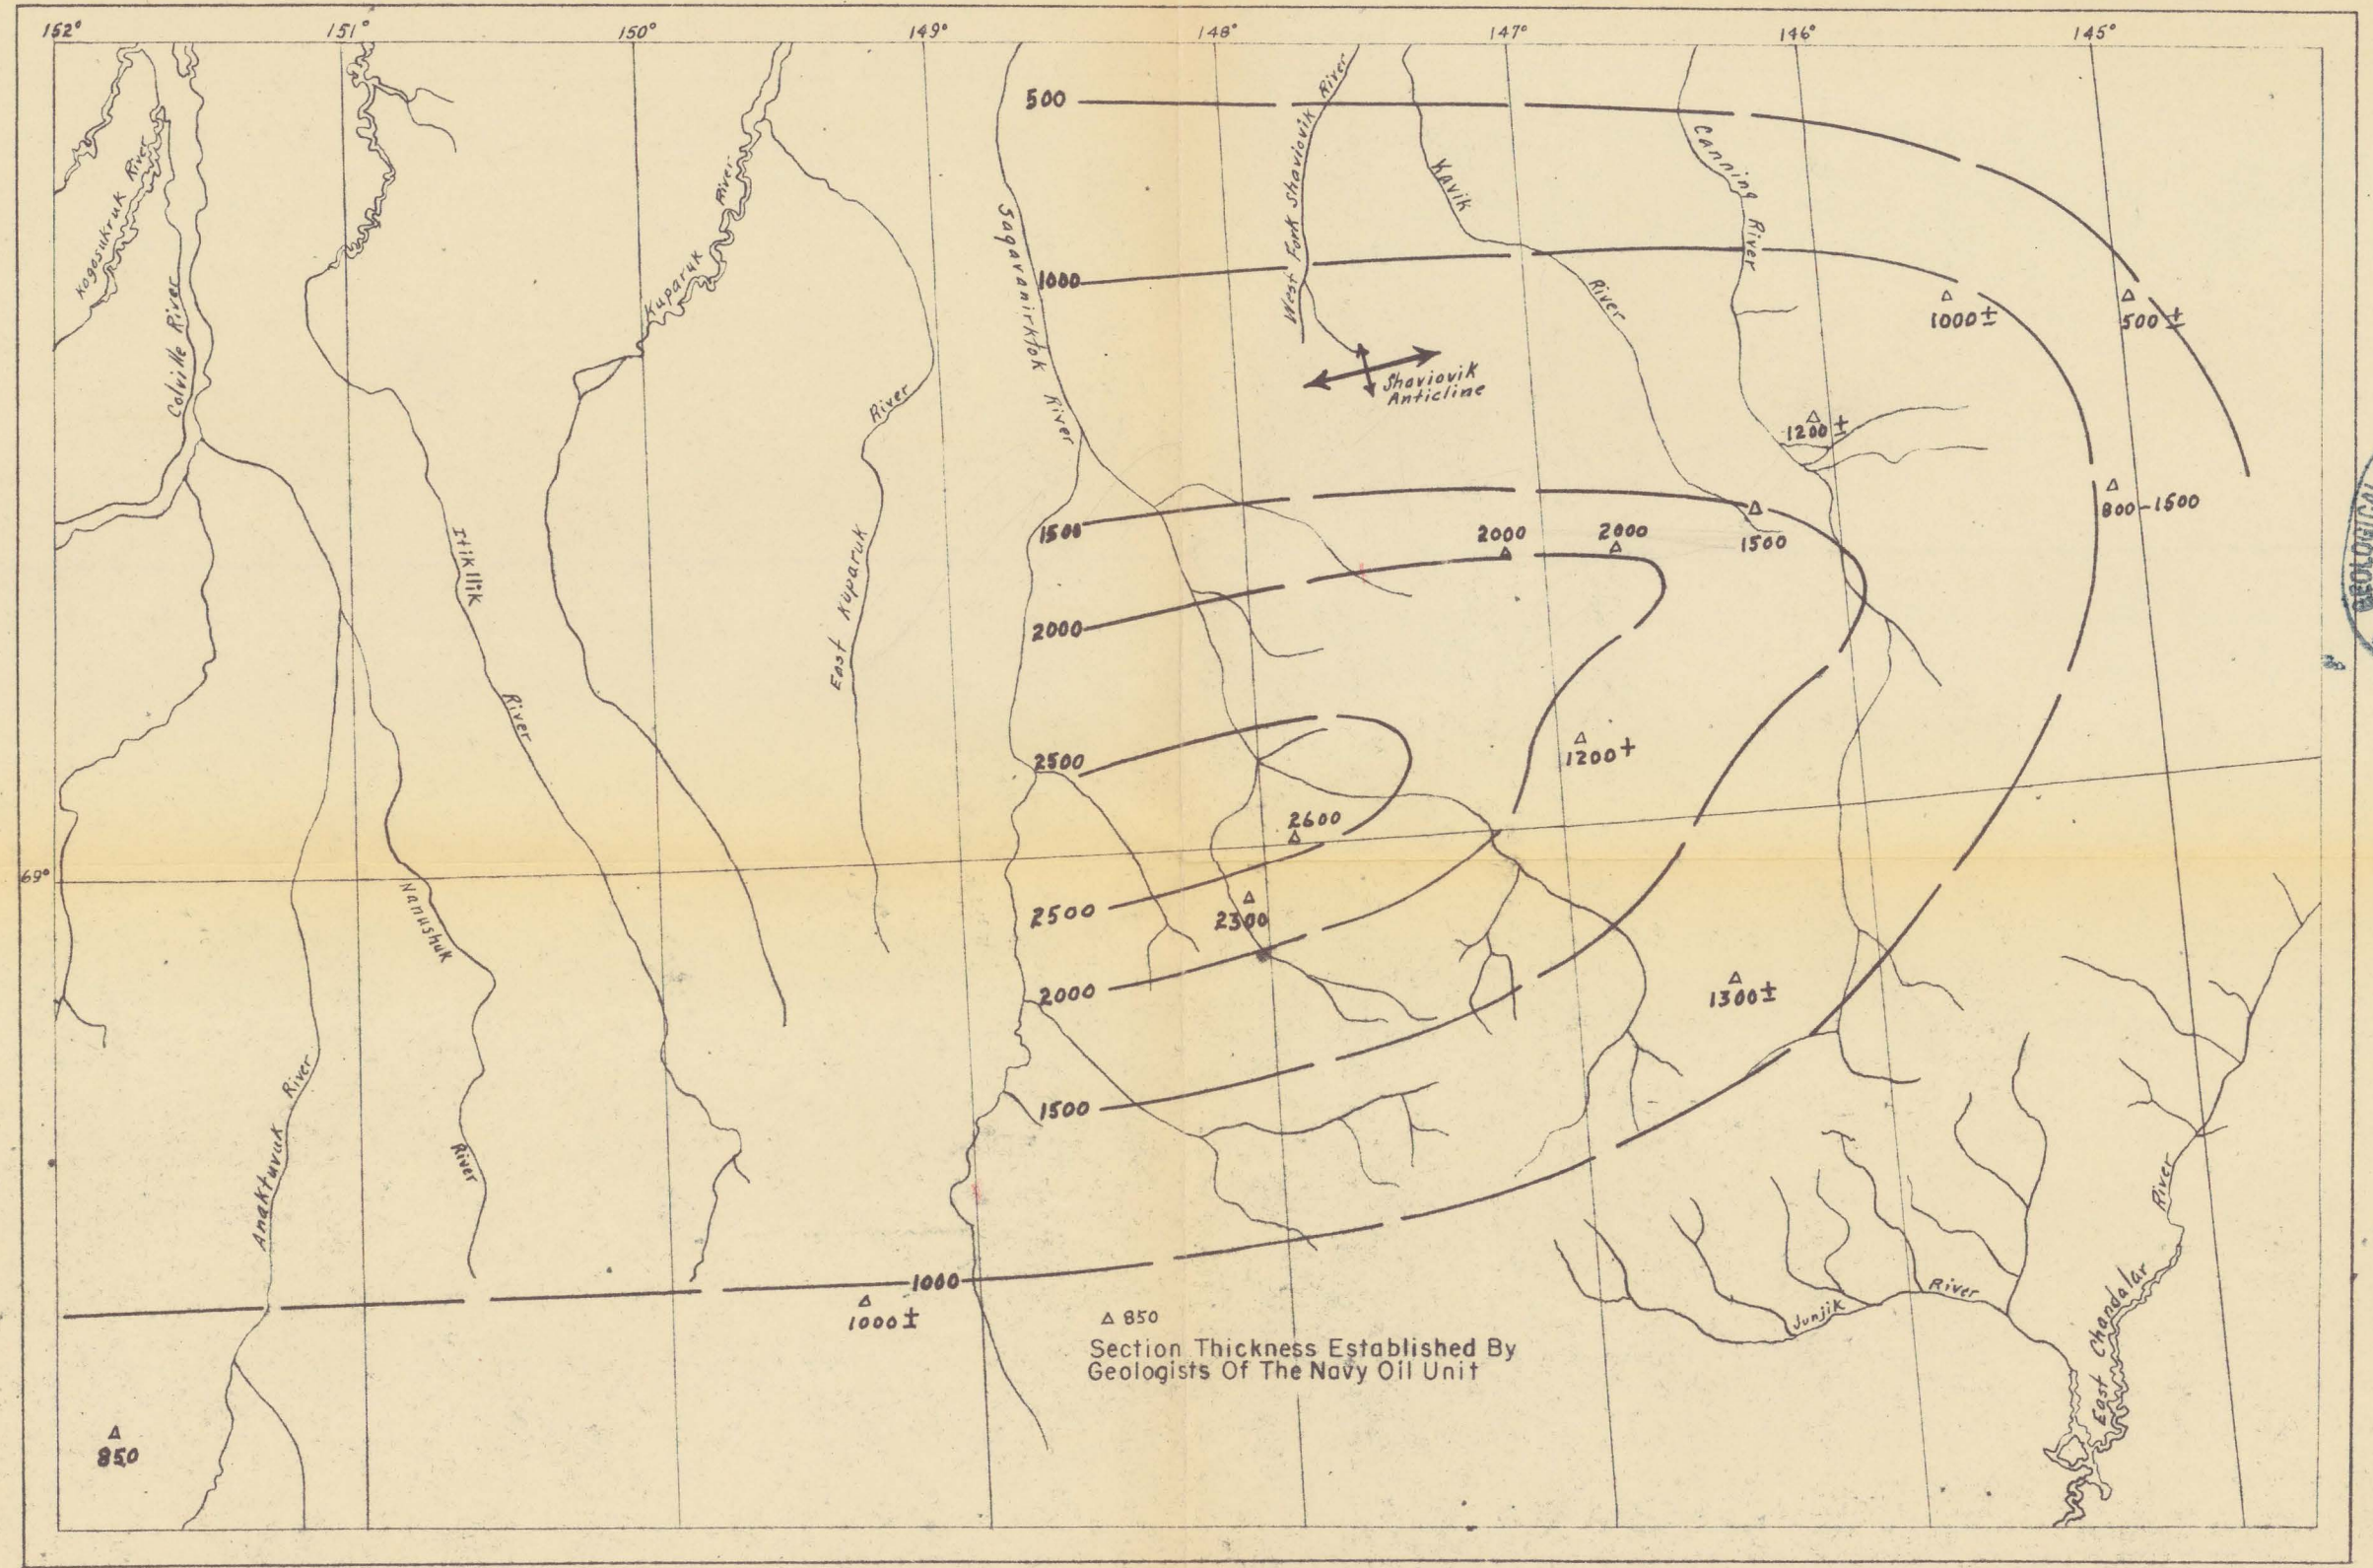 152°
151°
150°
149°
148°
147°
146°
145°
500
West Fork Shaviovik River
Kavik
River
Canning
River
Kogosukruk River
Colville River
Kuparuk River
Sagavanirktok River
1000
1000±
500±
Shaviovik
Anticline
River
1200±
800-1500
1500
2000
2000
1500
Itikllik
River
East Kuparuk
2000
2500
1200+
2600
69°
Nanushuk
River
2500
2300
2000
1300±
1500
Anaktuvuk River
1000
1000±
850
Section Thickness Established By
Geologists Of The Navy Oil Unit
Junjik
River
East Chandalar
River
850
GEOLOGICAL